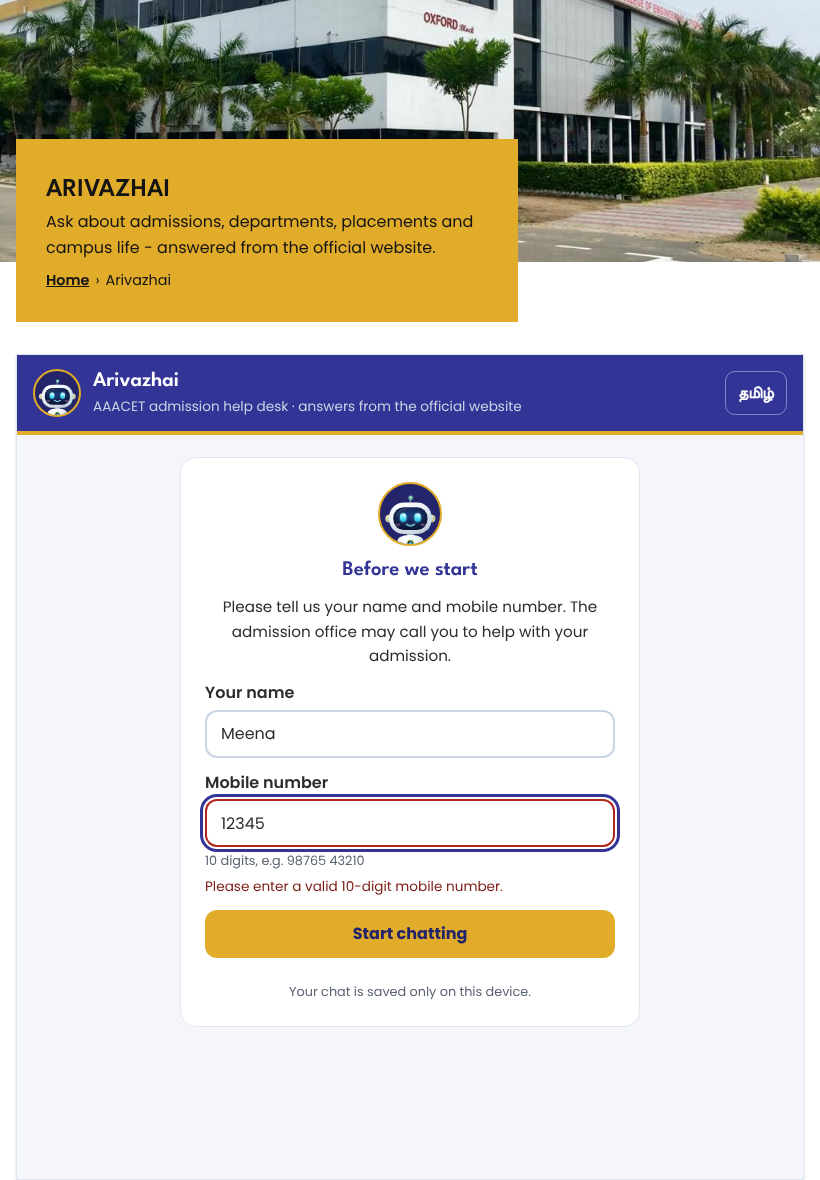 OXFORD Block
COLLEGE OF ENGINEERING
ARIVAZHAI
Ask about admissions, departments, placements and
campus life - answered from the official website.
Home › Arivazhai
Arivazhai
AAACET admission help desk · answers from the official website
தமிழ்
Before we start
Please tell us your name and mobile number. The
admission office may call you to help with your
admission.
Your name
Meena
Mobile number
12345
10 digits, e.g. 98765 43210
Please enter a valid 10-digit mobile number.
Start chatting
Your chat is saved only on this device.